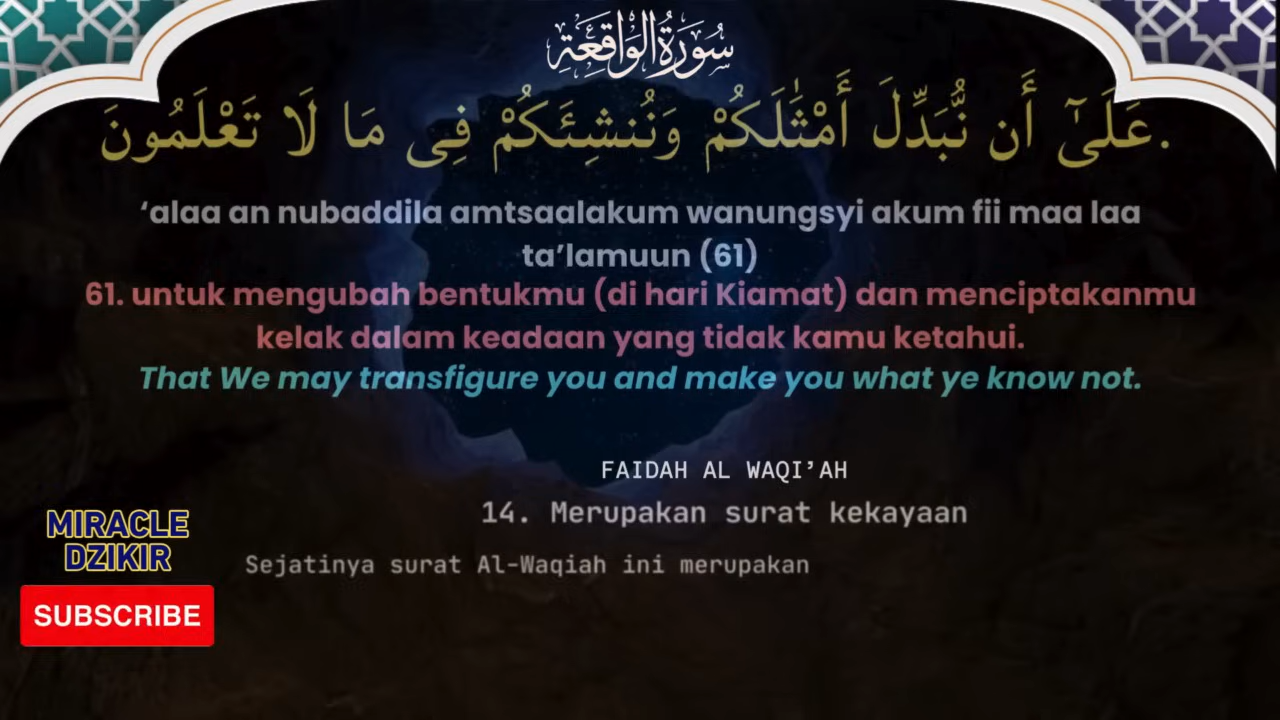 سُورَةُ الْوَاقِعَةِ
عَلَىٰٓ أَن نُّبَدِّلَ أَمْثَٰلَكُمْ وَنُنشِئَكُمْ فِى مَا لَا تَعْلَمُونَ.
‘alaa an nubaddila amtsaalakum wanungsyi akum fii maa laa
ta’lamuun (61)
61. untuk mengubah bentukmu (di hari Kiamat) dan menciptakanmu
kelak dalam keadaan yang tidak kamu ketahui.
That We may transfigure you and make you what ye know not.
FAIDAH AL WAQI’AH
14. Merupakan surat kekayaan
Sejatinya surat Al-Waqiah ini merupakan
MIRACLE
DZIKIR
SUBSCRIBE